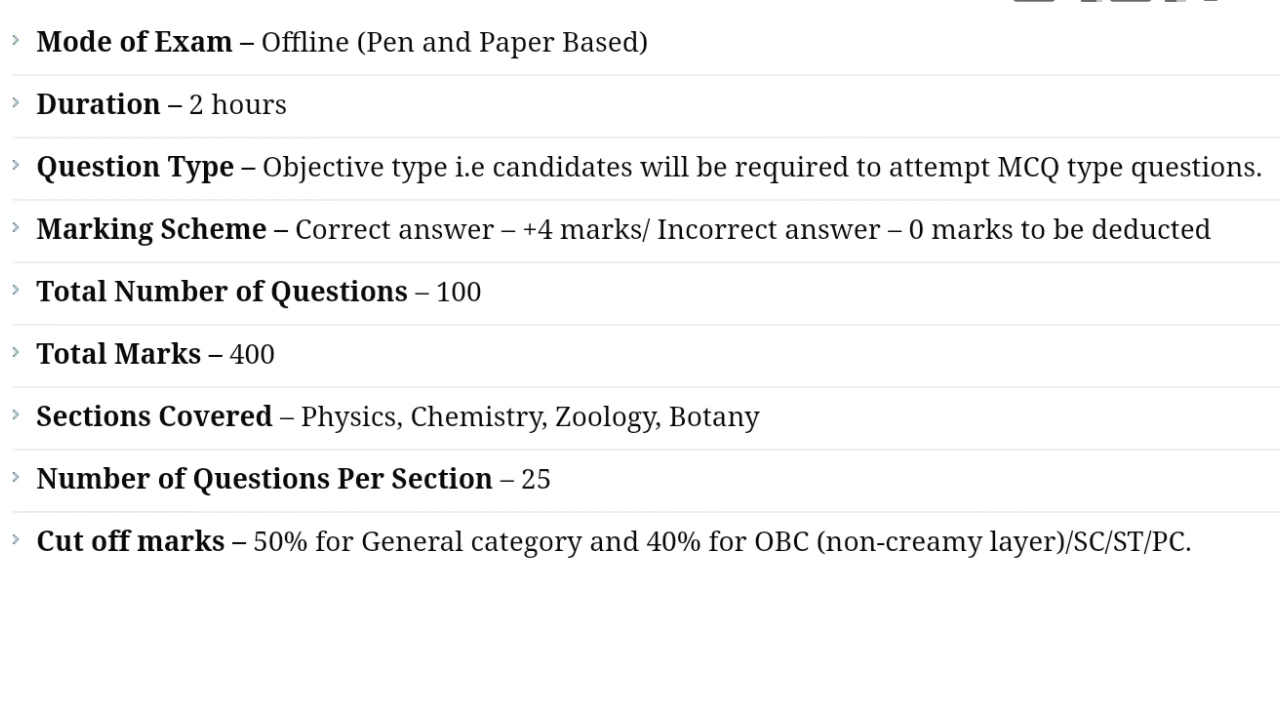 Mode of Exam – Offline (Pen and Paper Based)
Duration – 2 hours
Question Type – Objective type i.e candidates will be required to attempt MCQ type questions.
Marking Scheme – Correct answer – +4 marks/ Incorrect answer – 0 marks to be deducted
Total Number of Questions – 100
Total Marks – 400
Sections Covered – Physics, Chemistry, Zoology, Botany
Number of Questions Per Section – 25
Cut off marks – 50% for General category and 40% for OBC (non-creamy layer)/SC/ST/PC.